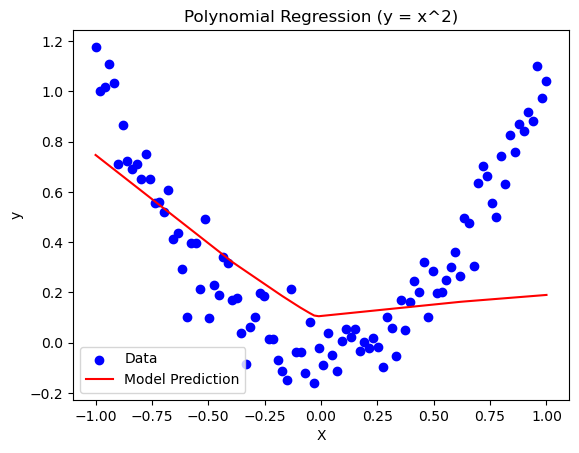 Polynomial Regression (y = x^2)
1.2
1.0
0.8
0.6
0.4
0.2
0.0
−0.2
y
Data
Model Prediction
−1.00 −0.75 −0.50 −0.25 0.00 0.25 0.50 0.75 1.00
X